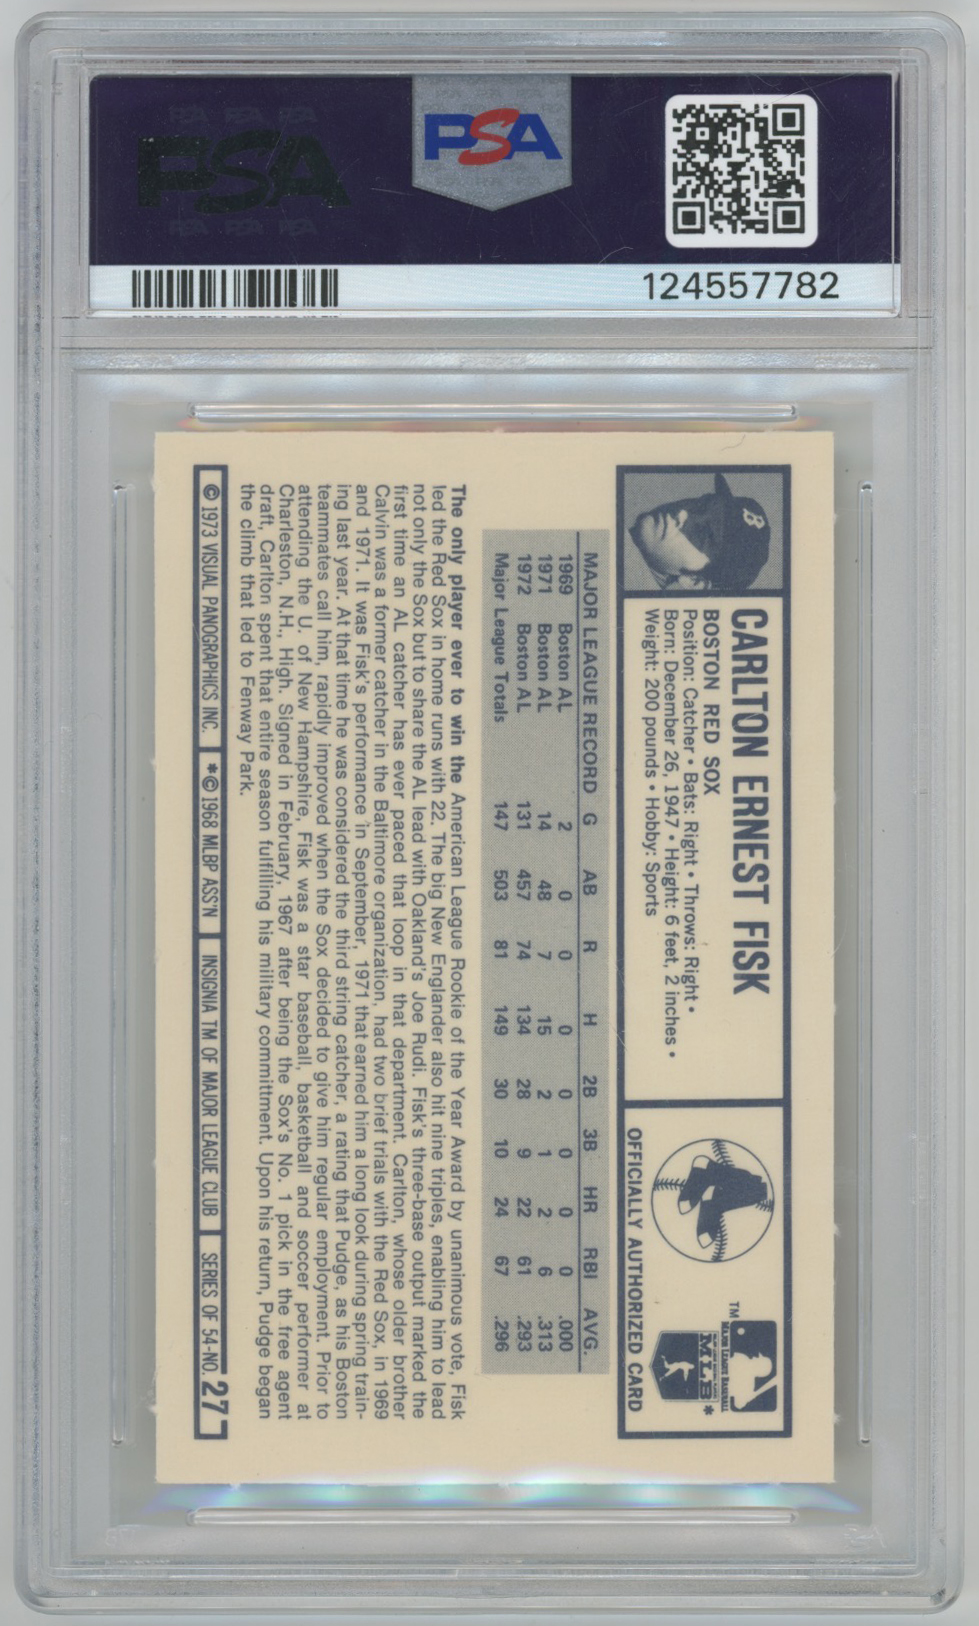 PSA
PSA
124557782
B
CARLTON ERNEST FISK
BOSTON RED SOX
Position: Catcher • Bats: Right • Throws: Right •
Born: December 26, 1947 • Height: 6 feet, 2 inches •
Weight: 200 pounds • Hobby: Sports
TM
MAJOR LEAGUE BASEBALL
MLB *
OFFICIALLY AUTHORIZED CARD
MAJOR LEAGUE RECORD G AB R H 2B 3B HR RBI AVG.
1969 Boston AL 2 0 0 0 0 0 0 0 .000
1971 Boston AL 14 48 7 15 2 1 2 6 .313
1972 Boston AL 131 457 74 134 28 9 22 61 .293
Major League Totals 147 503 81 149 30 10 24 67 .296
The only player ever to win the American League Rookie of the Year Award by unanimous vote, Fisk
led the Red Sox in home runs with 22. The big New Englander also hit nine triples, enabling him to lead
not only the Sox but to share the AL lead with Oakland's Joe Rudi. Fisk's three-base output marked the
first time an AL catcher has ever paced that loop in that department. Carlton, whose older brother
Calvin was a former catcher in the Baltimore organization, had two brief trials with the Red Sox, in 1969
and 1971. It was Fisk's performance in September, 1971 that earned him a long look during spring train-
ing last year. At that time he was considered the third string catcher, a rating that Pudge, as his Boston
teammates call him, rapidly improved when the Sox decided to give him regular employment. Prior to
attending the U. of New Hampshire, Fisk was a star baseball, basketball and soccer performer at
Charleston, N.H., High. Signed in February, 1967 after being the Sox's No. 1 pick in the free agent
draft, Carlton spent that entire season fulfilling his military committment. Upon his return, Pudge began
the climb that led to Fenway Park.
© 1973 VISUAL PANOGRAPHICS INC. *© 1968 MLBP ASS'N INSIGNIA TM OF MAJOR LEAGUE CLUB SERIES OF 54-NO. 27